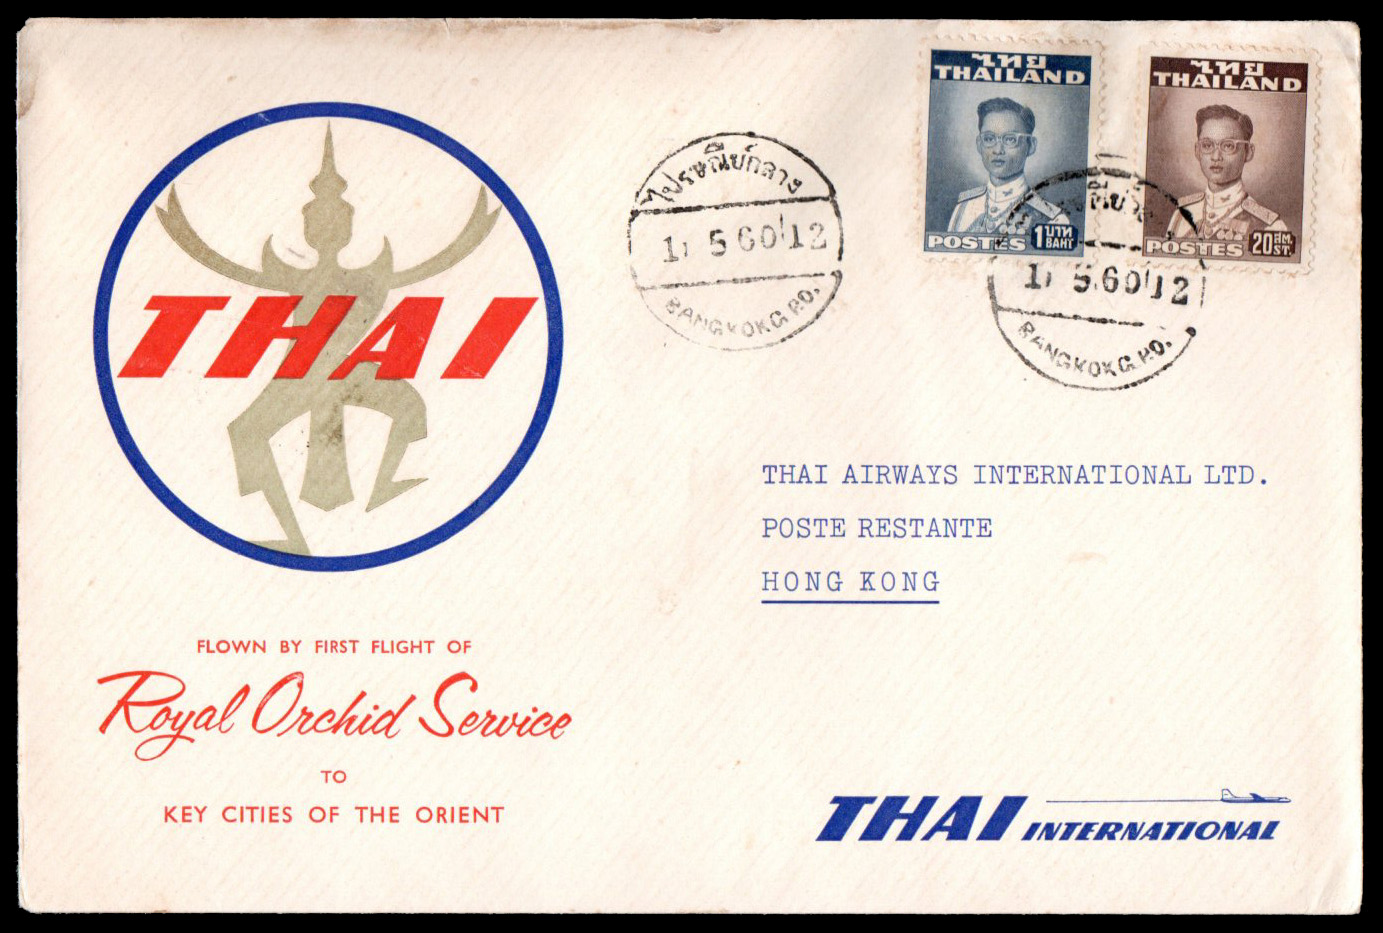 THAI
FLOWN BY FIRST FLIGHT OF
Royal Orchid Service
TO
KEY CITIES OF THE ORIENT
ไปรษณีย์กลาง
1 5 60 12
BANGKOK G.P.O.
ไทย
THAILAND
POSTES 1 บาท BAHT
ไทย
THAILAND
POSTES 20 สต. ST.
1 5 60 12
BANGKOK G.P.O.
THAI AIRWAYS INTERNATIONAL LTD.
POSTE RESTANTE
HONG KONG
THAI INTERNATIONAL